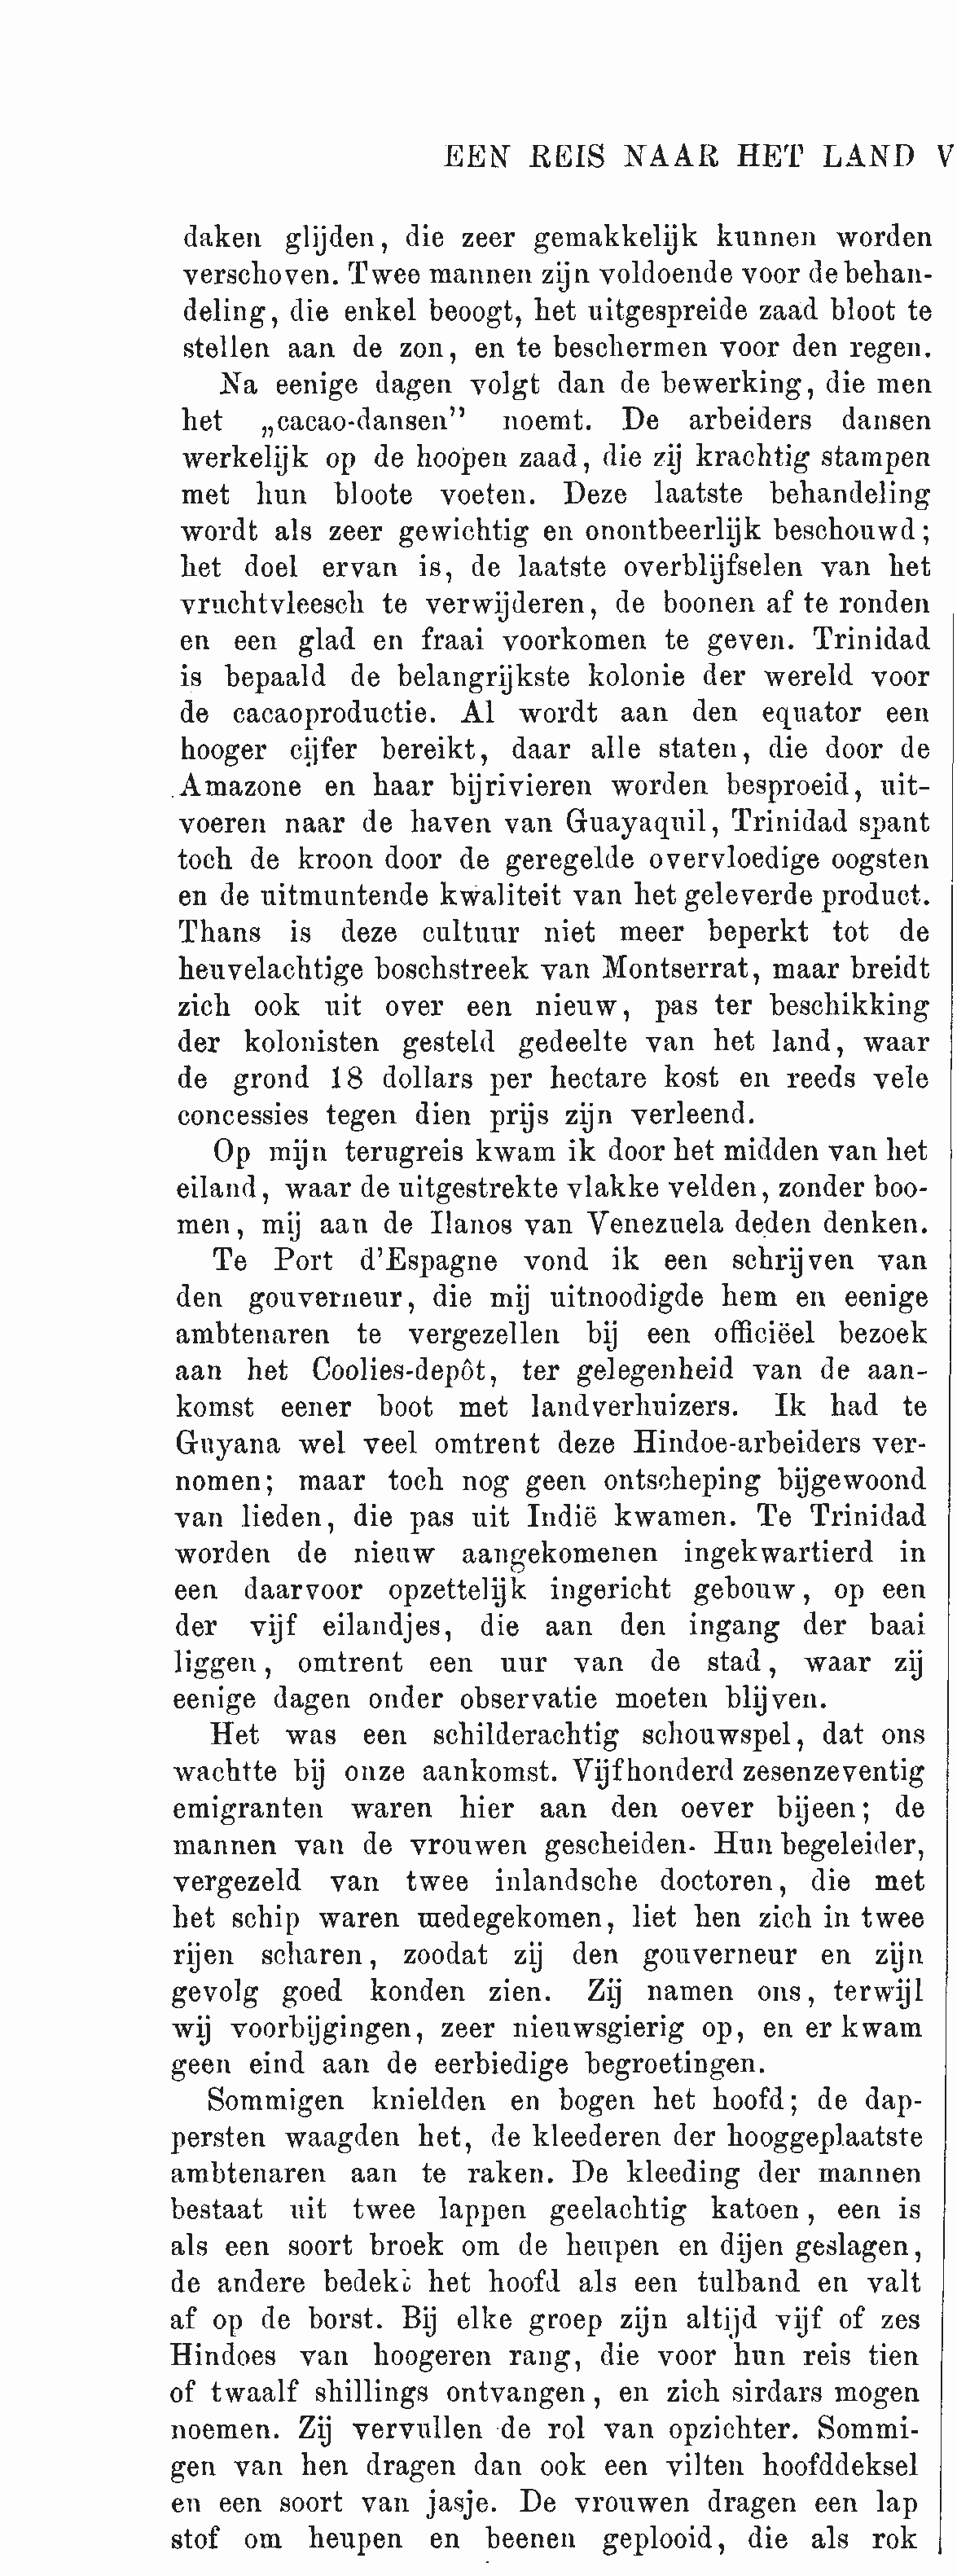 EEN REIS NAAR HET LAND V
daken glijden, die zeer gemakkelijk kunnen worden
verschoven. Twee mannen zijn voldoende voor de behan-
deling, die enkel beoogt, het uitgespreide zaad bloot te
stellen aan de zon, en te beschermen voor den regen.
Na eenige dagen volgt dan de bewerking, die men
het „cacao-dansen” noemt. De arbeiders dansen
werkelijk op de hoopen zaad, die zij krachtig stampen
met hun bloote voeten. Deze laatste behandeling
wordt als zeer gewichtig en onontbeerlijk beschouwd;
het doel ervan is, de laatste overblijfselen van het
vruchtvleesch te verwijderen, de boonen af te ronden
en een glad en fraai voorkomen te geven. Trinidad
is bepaald de belangrijkste kolonie der wereld voor
de cacaoproductie. Al wordt aan den equator een
hooger cijfer bereikt, daar alle staten, die door de
Amazone en haar bijrivieren worden besproeid, uit-
voeren naar de haven van Guayaquil, Trinidad spant
toch de kroon door de geregelde overvloedige oogsten
en de uitmuntende kwaliteit van het geleverde product.
Thans is deze cultuur niet meer beperkt tot de
heuvelachtige boschstreek van Montserrat, maar breidt
zich ook uit over een nieuw, pas ter beschikking
der kolonisten gesteld gedeelte van het land, waar
de grond 18 dollars per hectare kost en reeds vele
concessies tegen dien prijs zijn verleend.
Op mijn terugreis kwam ik door het midden van het
eiland, waar de uitgestrekte vlakke velden, zonder boo-
men, mij aan de Ilanos van Venezuela deden denken.
Te Port d'Espagne vond ik een schrijven van
den gouverneur, die mij uitnoodigde hem en eenige
ambtenaren te vergezellen bij een officiëel bezoek
aan het Coolies-depôt, ter gelegenheid van de aan-
komst eener boot met landverhuizers. Ik had te
Guyana wel veel omtrent deze Hindoe-arbeiders ver-
nomen; maar toch nog geen ontscheping bijgewoond
van lieden, die pas uit Indië kwamen. Te Trinidad
worden de nieuw aangekomenen ingekwartierd in
een daarvoor opzettelijk ingericht gebouw, op een
der vijf eilandjes, die aan den ingang der baai
liggen, omtrent een uur van de stad, waar zij
eenige dagen onder observatie moeten blijven.
Het was een schilderachtig schouwspel, dat ons
wachtte bij onze aankomst. Vijfhonderd zesenzeventig
emigranten waren hier aan den oever bijeen; de
mannen van de vrouwen gescheiden. Hun begeleider,
vergezeld van twee inlandsche doctoren, die met
het schip waren medegekomen, liet hen zich in twee
rijen scharen, zoodat zij den gouverneur en zijn
gevolg goed konden zien. Zij namen ons, terwijl
wij voorbijgingen, zeer nieuwsgierig op, en er kwam
geen eind aan de eerbiedige begroetingen.
Sommigen knielden en bogen het hoofd; de dap-
persten waagden het, de kleederen der hooggeplaatste
ambtenaren aan te raken. De kleeding der mannen
bestaat uit twee lappen geelachtig katoen, een is
als een soort broek om de heupen en dijen geslagen,
de andere bedekt het hoofd als een tulband en valt
af op de borst. Bij elke groep zijn altijd vijf of zes
Hindoes van hoogeren rang, die voor hun reis tien
of twaalf shillings ontvangen, en zich sirdars mogen
noemen. Zij vervullen de rol van opzichter. Sommi-
gen van hen dragen dan ook een vilten hoofddeksel
en een soort van jasje. De vrouwen dragen een lap
stof om heupen en beenen geplooid, die als rok